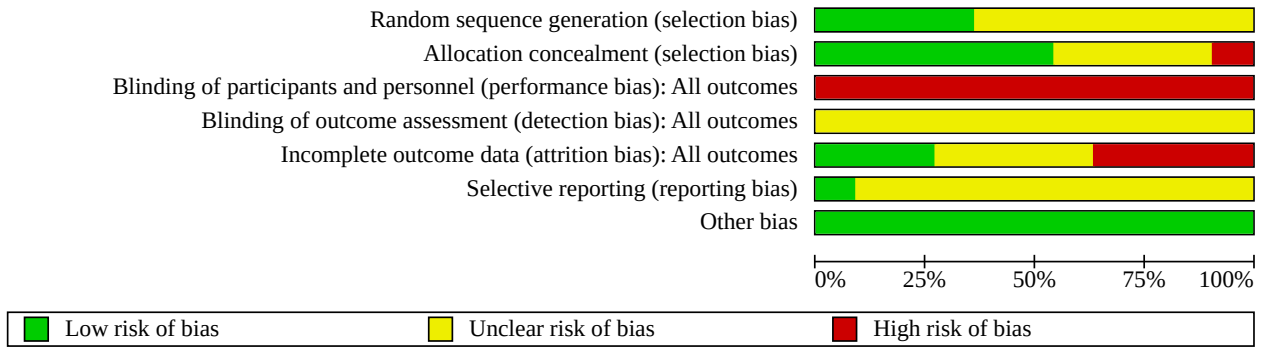 Random sequence generation (selection bias)
Allocation concealment (selection bias)
Blinding of participants and personnel (performance bias): All outcomes
Blinding of outcome assessment (detection bias): All outcomes
Incomplete outcome data (attrition bias): All outcomes
Selective reporting (reporting bias)
Other bias
0% 25% 50% 75% 100%
Low risk of bias Unclear risk of bias High risk of bias